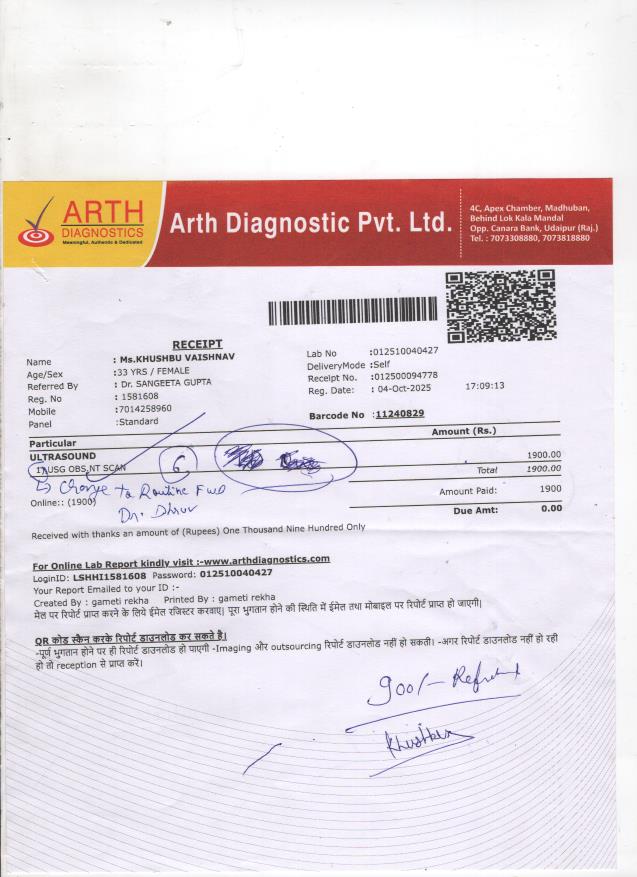 ARTH
DIAGNOSTICS
Meaningful, Authentic & Dedicated
Arth Diagnostic Pvt. Ltd.
4C, Apex Chamber, Madhuban,
Behind Lok Kala Mandal
Opp. Canara Bank, Udaipur (Raj.)
Tel. : 7073308880, 7073818880
RECEIPT
Name : Ms.KHUSHBU VAISHNAV
Age/Sex :33 YRS / FEMALE
Referred By : Dr. SANGEETA GUPTA
Reg. No : 1581608
Mobile :7014258960
Panel :Standard
Lab No :012510040427
DeliveryMode :Self
Receipt No. :012500094778
Reg. Date: : 04-Oct-2025 17:09:13
Barcode No :11240829
Particular Amount (Rs.)
ULTRASOUND 1900.00
1 USG OBS,NT SCAN 6 Total 1900.00
Change to Routine FWB
Online:: (1900) Amount Paid: 1900
Dr. Dhruv
Due Amt: 0.00
Received with thanks an amount of (Rupees) One Thousand Nine Hundred Only
For Online Lab Report kindly visit :-www.arthdiagnostics.com
LoginID: LSHHI1581608 Password: 012510040427
Your Report Emailed to your ID :-
Created By : gameti rekha Printed By : gameti rekha
मेल पर रिपोर्ट प्राप्त करने के लिये ईमेल रजिस्टर करवाए। पूरा भुगतान होने की स्थिति में ईमेल तथा मोबाइल पर रिपोर्ट प्राप्त हो जाएगी।
QR कोड स्कैन करके रिपोर्ट डाउनलोड कर सकते है।
-पूर्ण भुगतान होने पर ही रिपोर्ट डाउनलोड हो पाएगी -Imaging और outsourcing रिपोर्ट डाउनलोड नहीं हो सकती। -अगर रिपोर्ट डाउनलोड नहीं हो रही
हो तो reception से प्राप्त करें।
900/- Refund